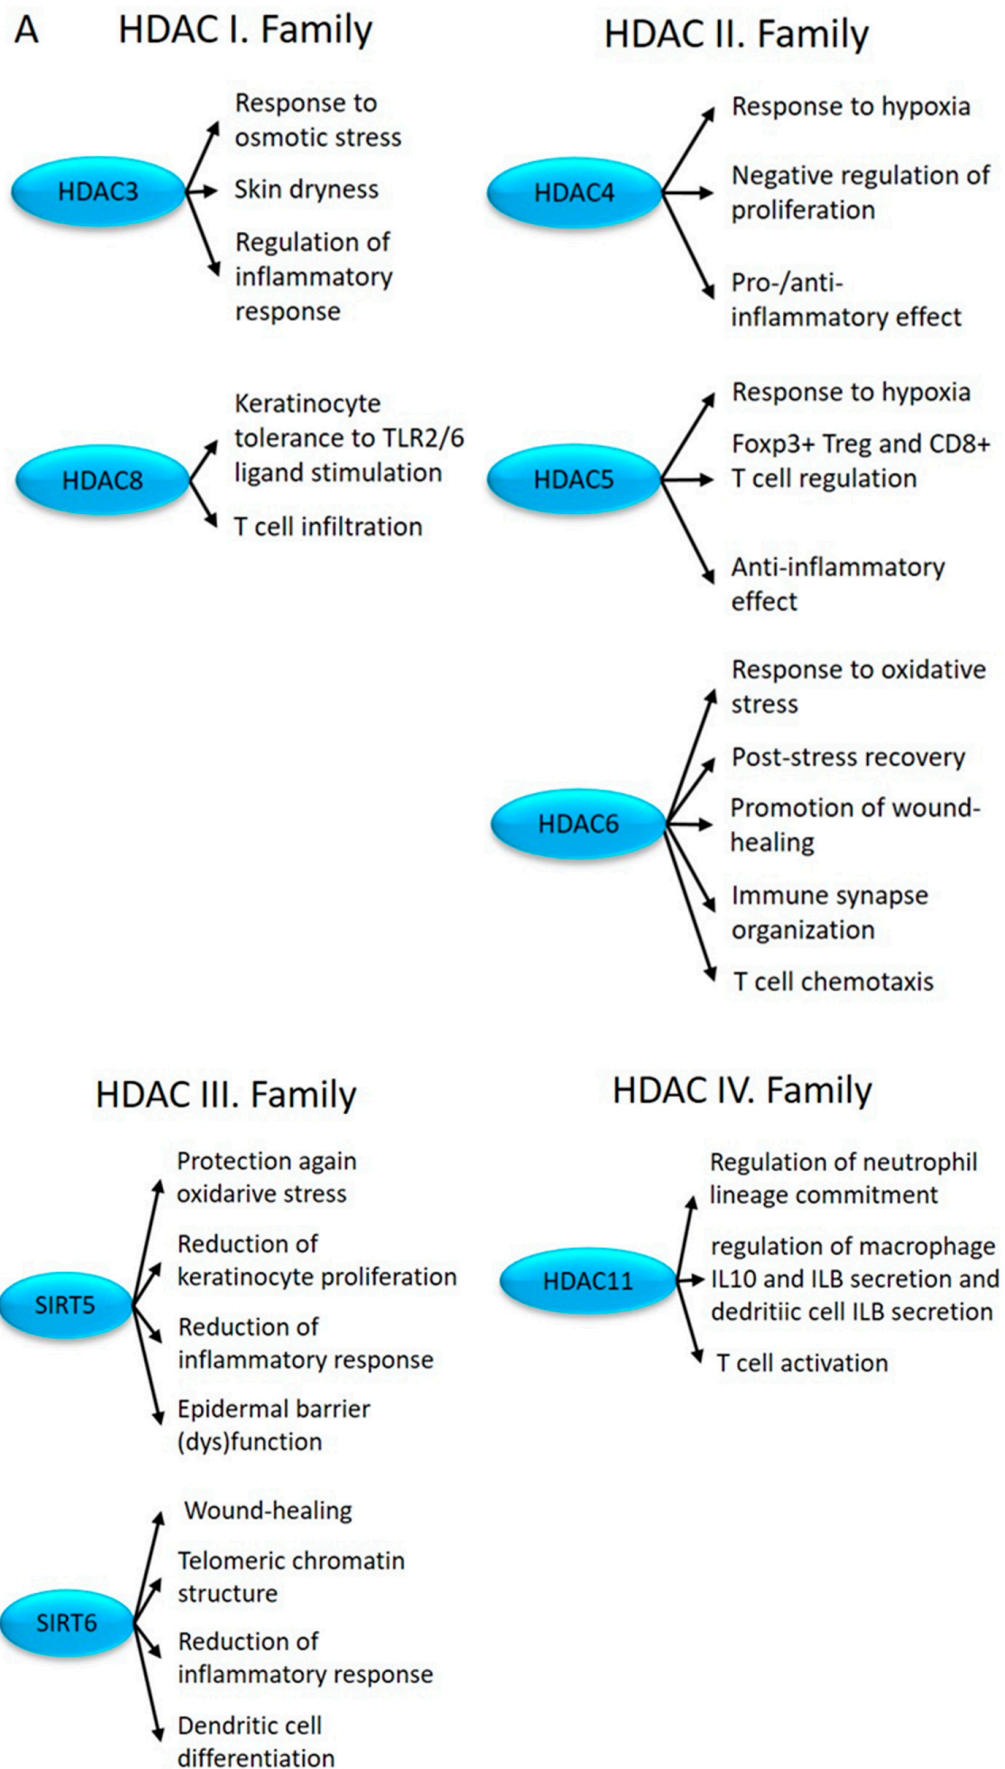 A
HDAC I. Family
HDAC3
Response to
osmotic stress
Skin dryness
Regulation of
inflammatory
response
HDAC8
Keratinocyte
tolerance to TLR2/6
ligand stimulation
T cell infiltration
HDAC II. Family
HDAC4
Response to hypoxia
Negative regulation of
proliferation
Pro-/anti-
inflammatory effect
HDAC5
Response to hypoxia
Foxp3+ Treg and CD8+
T cell regulation
Anti-inflammatory
effect
HDAC6
Response to oxidative
stress
Post-stress recovery
Promotion of wound-
healing
Immune synapse
organization
T cell chemotaxis
HDAC III. Family
SIRT5
Protection again
oxidarive stress
Reduction of
keratinocyte proliferation
Reduction of
inflammatory response
Epidermal barrier
(dys)function
SIRT6
Wound-healing
Telomeric chromatin
structure
Reduction of
inflammatory response
Dendritic cell
differentiation
HDAC IV. Family
HDAC11
Regulation of neutrophil
lineage commitment
regulation of macrophage
IL10 and ILB secretion and
dedritiic cell ILB secretion
T cell activation